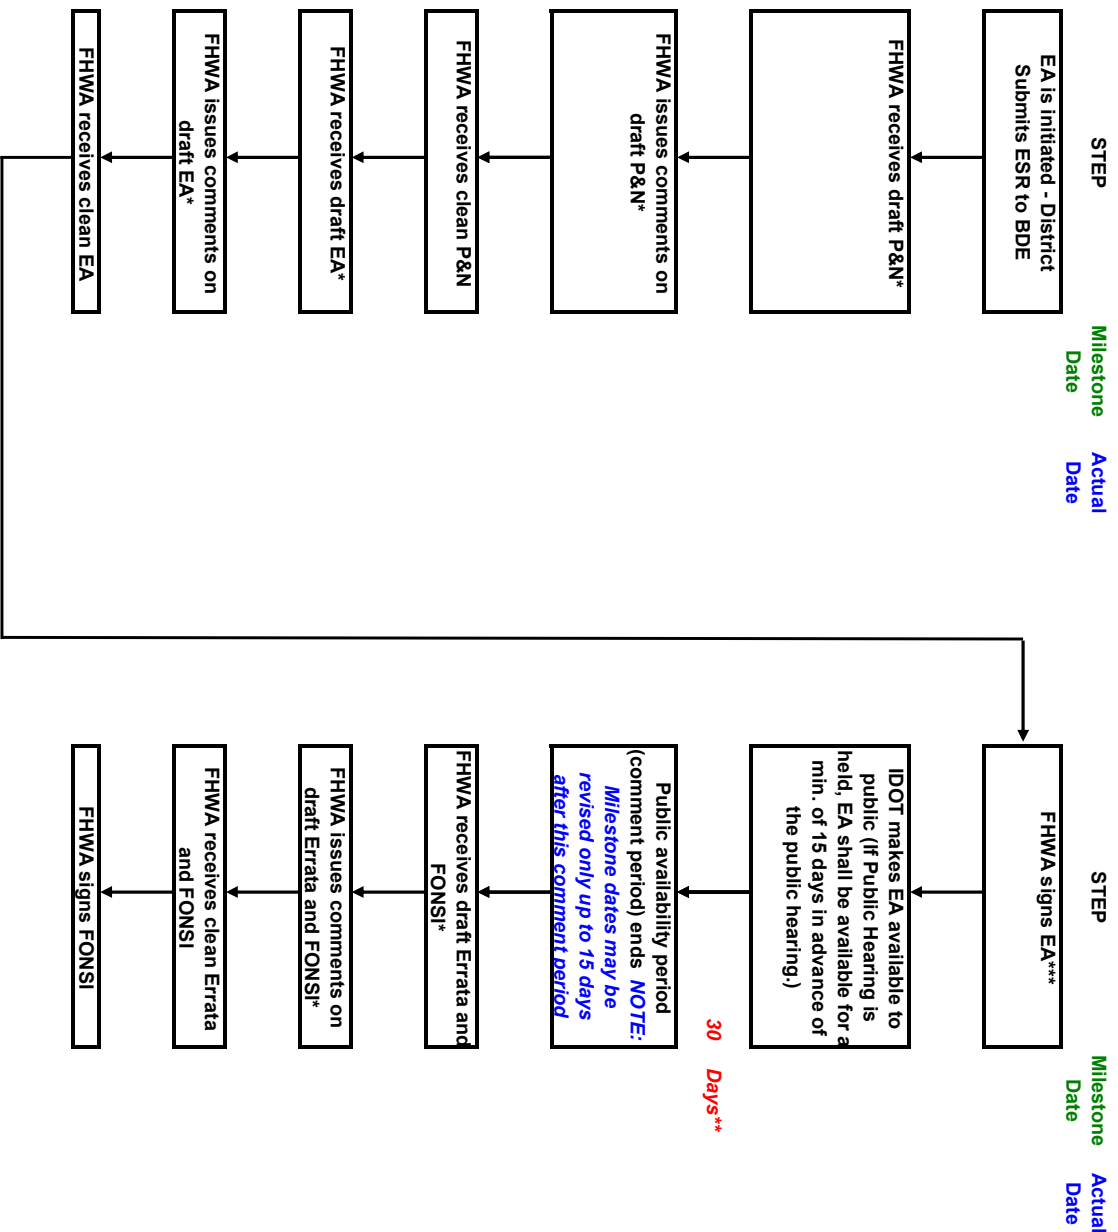 STEP
Milestone
Date
Actual
Date
EA is initiated - District
Submits ESR to BDE
FHWA receives draft P&N*
FHWA issues comments on
draft P&N*
FHWA receives clean P&N
FHWA receives draft EA*
FHWA issues comments on
draft EA*
FHWA receives clean EA
STEP
Milestone
Date
Actual
Date
FHWA signs EA***
IDOT makes EA available to
public (If Public Hearing is
held, EA shall be available for a
min. of 15 days in advance of
the public hearing.)
30 Days**
Public availability period
(comment period) ends NOTE:
Milestone dates may be
revised only up to 15 days
after this comment period
FHWA receives draft Errata and
FONSI*
FHWA issues comments on
draft Errata and FONSI*
FHWA receives clean Errata
and FONSI
FHWA signs FONSI